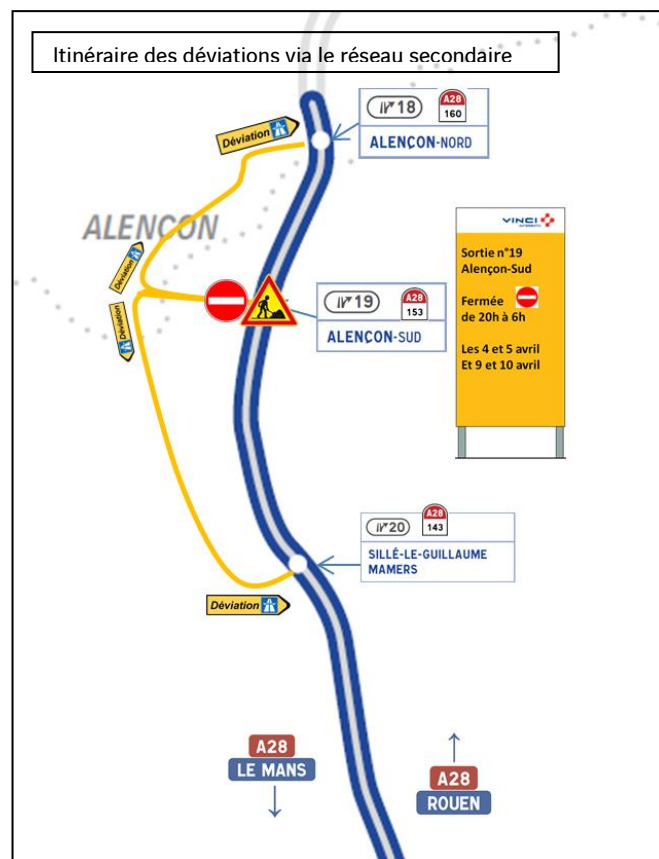 Itinéraire des déviations via le réseau secondaire
18
A28
160
ALENÇON-NORD
Déviation
ALENÇON
VINCI
AUTOROUTES
Sortie n°19
Alençon-Sud
Fermée
de 20h à 6h
Les 4 et 5 avril
Et 9 et 10 avril
Déviation
Déviation
19
A28
153
ALENÇON-SUD
20
A28
143
SILLÉ-LE-GUILLAUME
MAMERS
Déviation
A28
LE MANS
A28
ROUEN